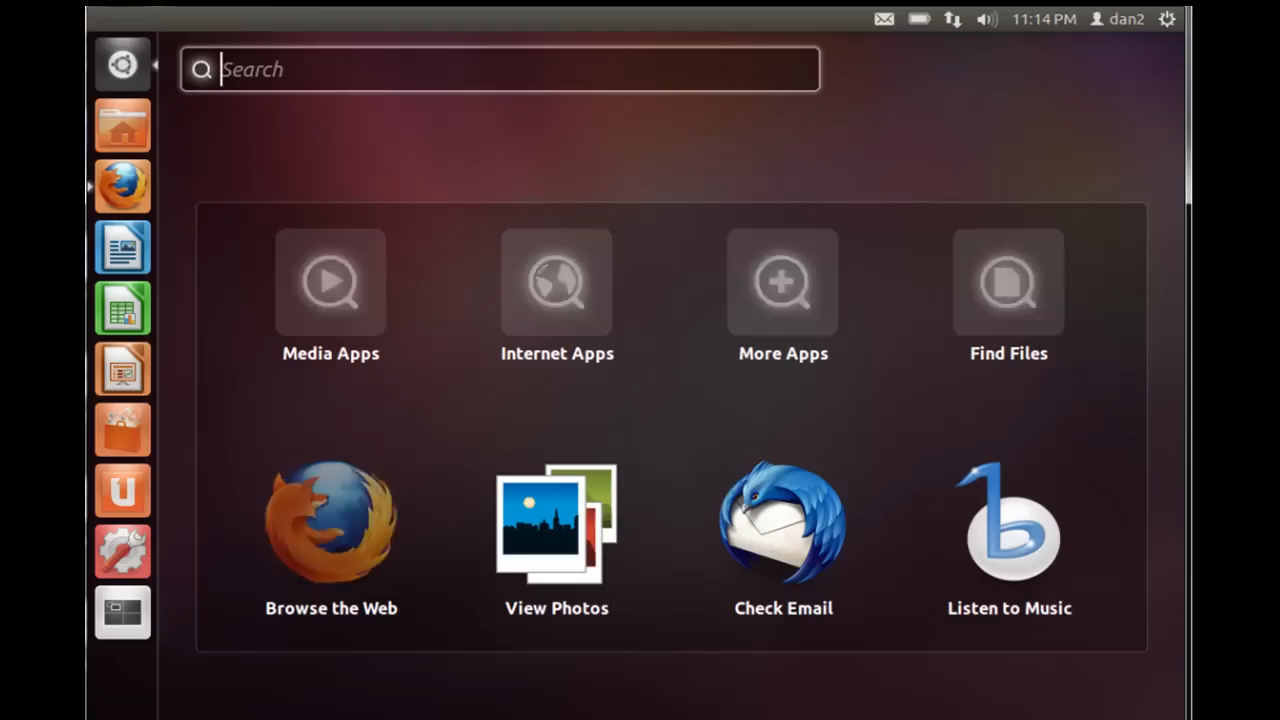 11:14 PM dan2
Search
Media Apps Internet Apps More Apps Find Files
Browse the Web View Photos Check Email Listen to Music